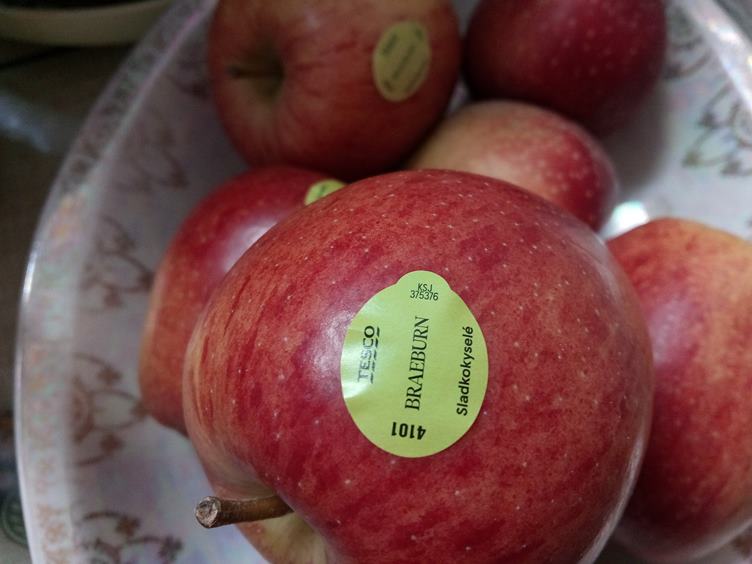 KSJ
375376
TESCO
BRAEBURN
Sladkokyselé
4101